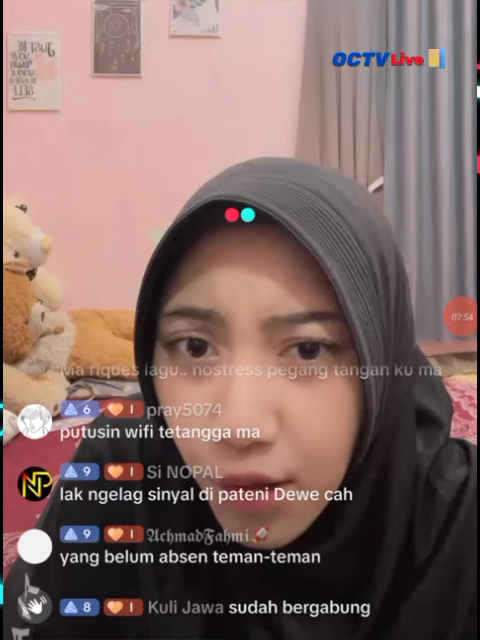 OCTV Live
07:54
Ma riques lagu.. nostress pegang tangan ku ma
6 1 pray5074
putusin wifi tetangga ma
9 1 Si NOPAL
lak ngelag sinyal di pateni Dewe cah
9 1 AchmadFahmi
yang belum absen teman-teman
8 1 Kuli Jawa sudah bergabung